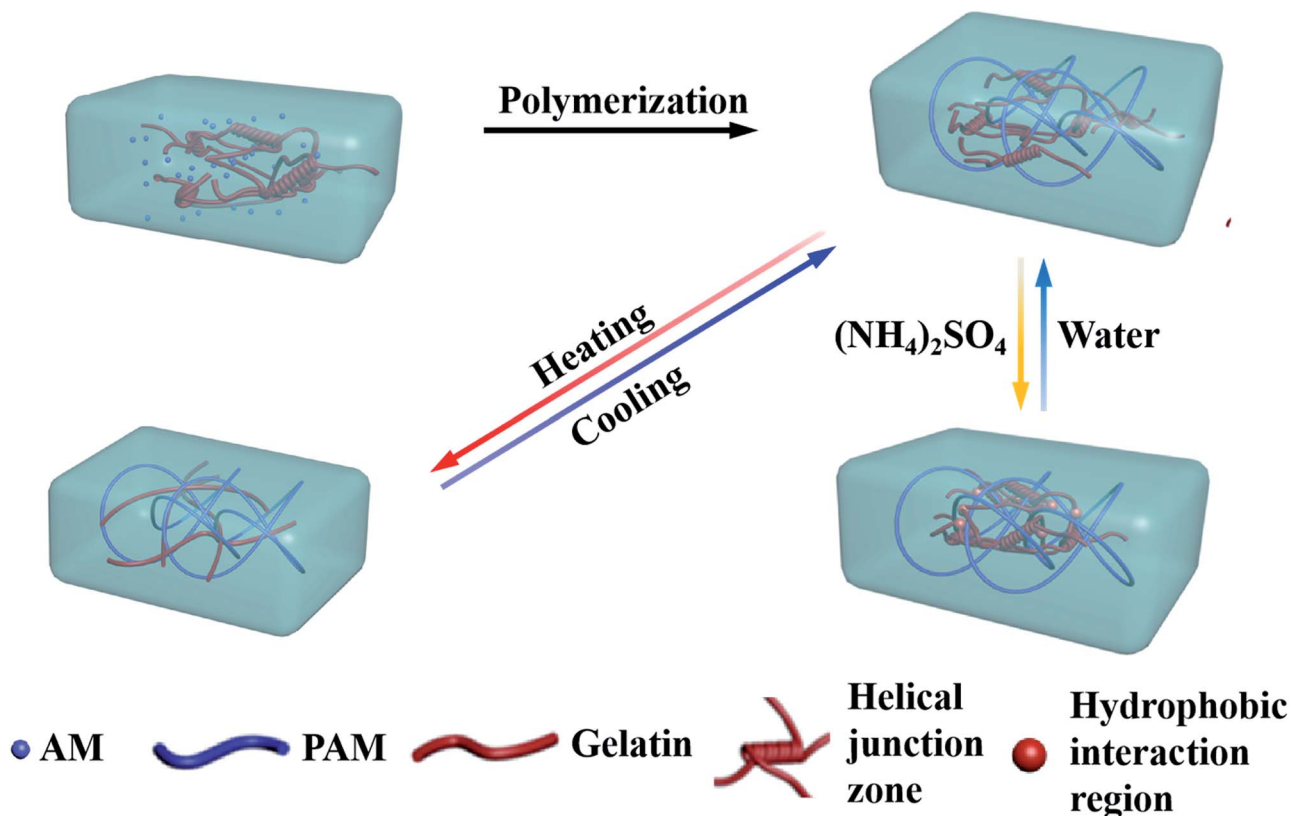 Polymerization
Heating
Cooling
(NH₄)₂SO₄
Water
AM
PAM
Gelatin
Helical
junction
zone
Hydrophobic
interaction
region